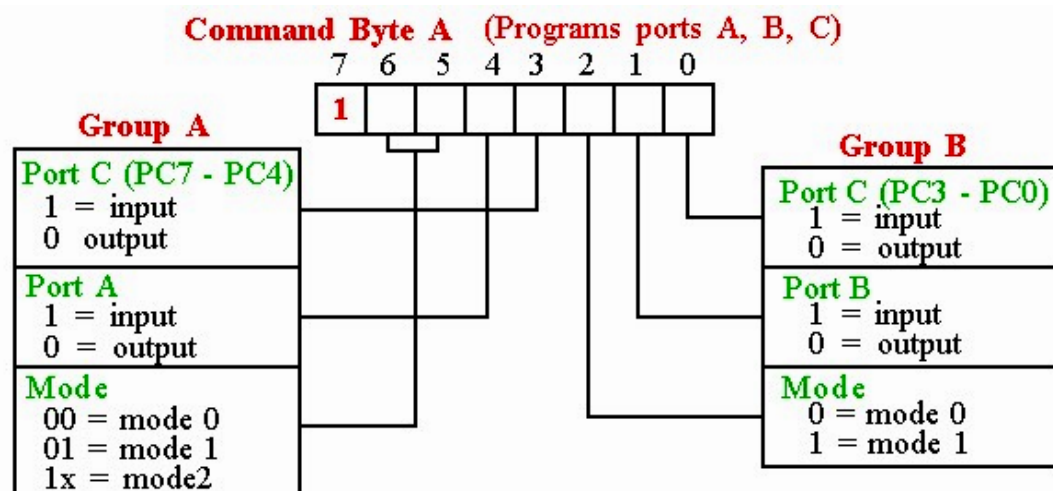 Command Byte A (Programs ports A, B, C)
7 6 5 4 3 2 1 0
1
Group A
Port C (PC7 - PC4)
1 = input
0 output
Port A
1 = input
0 = output
Mode
00 = mode 0
01 = mode 1
1x = mode2
Group B
Port C (PC3 - PC0)
1 = input
0 = output
Port B
1 = input
0 = output
Mode
0 = mode 0
1 = mode 1